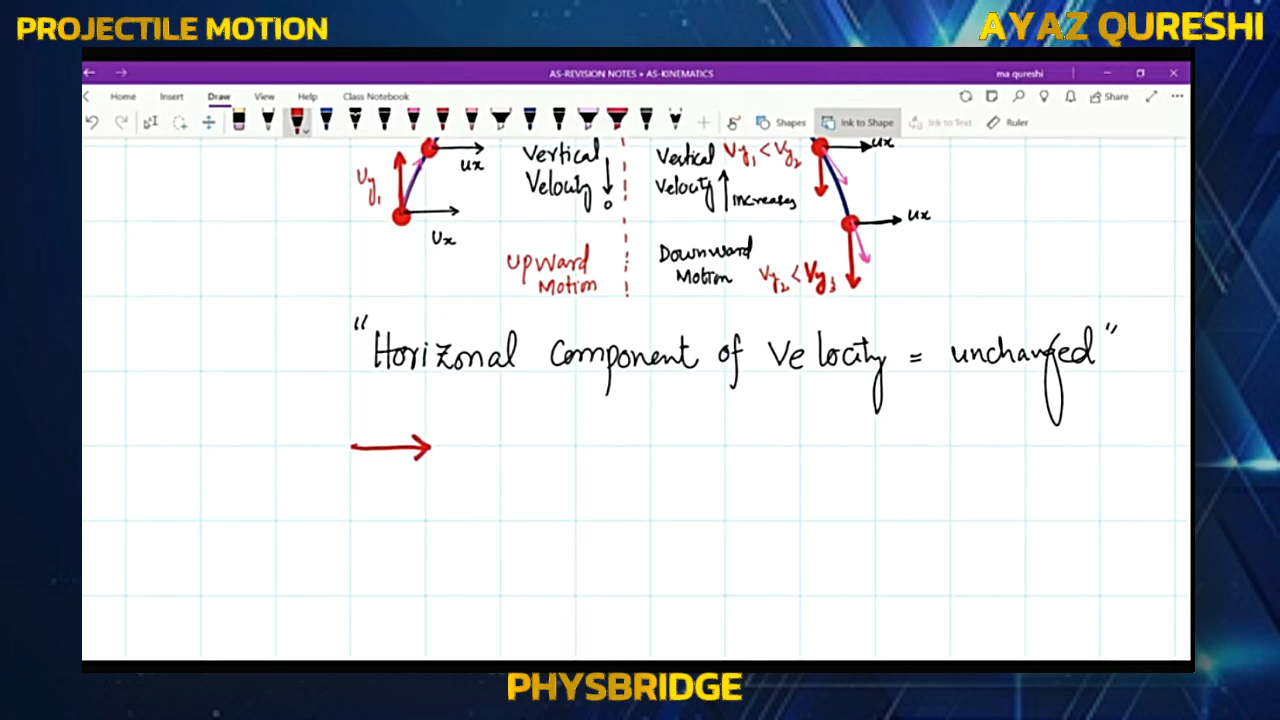 PROJECTILE MOTION
AYAZ QURESHI
AS-REVISION NOTES » AS-KINEMATICS
ma qureshi
Home Insert Draw View Help Class Notebook
Share
Shapes
Ink to Shape
Ink to Text
Ruler
Vertical
Velocity
0
Vertical
Velocity
increases
Vy1 < Vy2
ux
Uy1
ux
Ux
ux
Upward
Motion
Downward
Motion
Vy2 < Vy3
"Horizonal component of velocity = unchanged"
PHYSBRIDGE